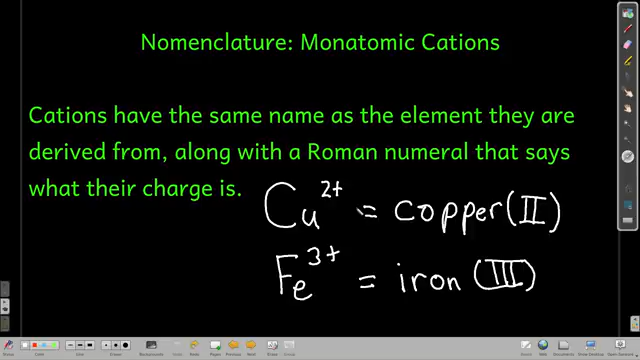 Nomenclature: Monatomic Cations
Cations have the same name as the element they are
derived from, along with a Roman numeral that says
what their charge is.
Cu²⁺ = copper(II)
Fe³⁺ = iron (III)